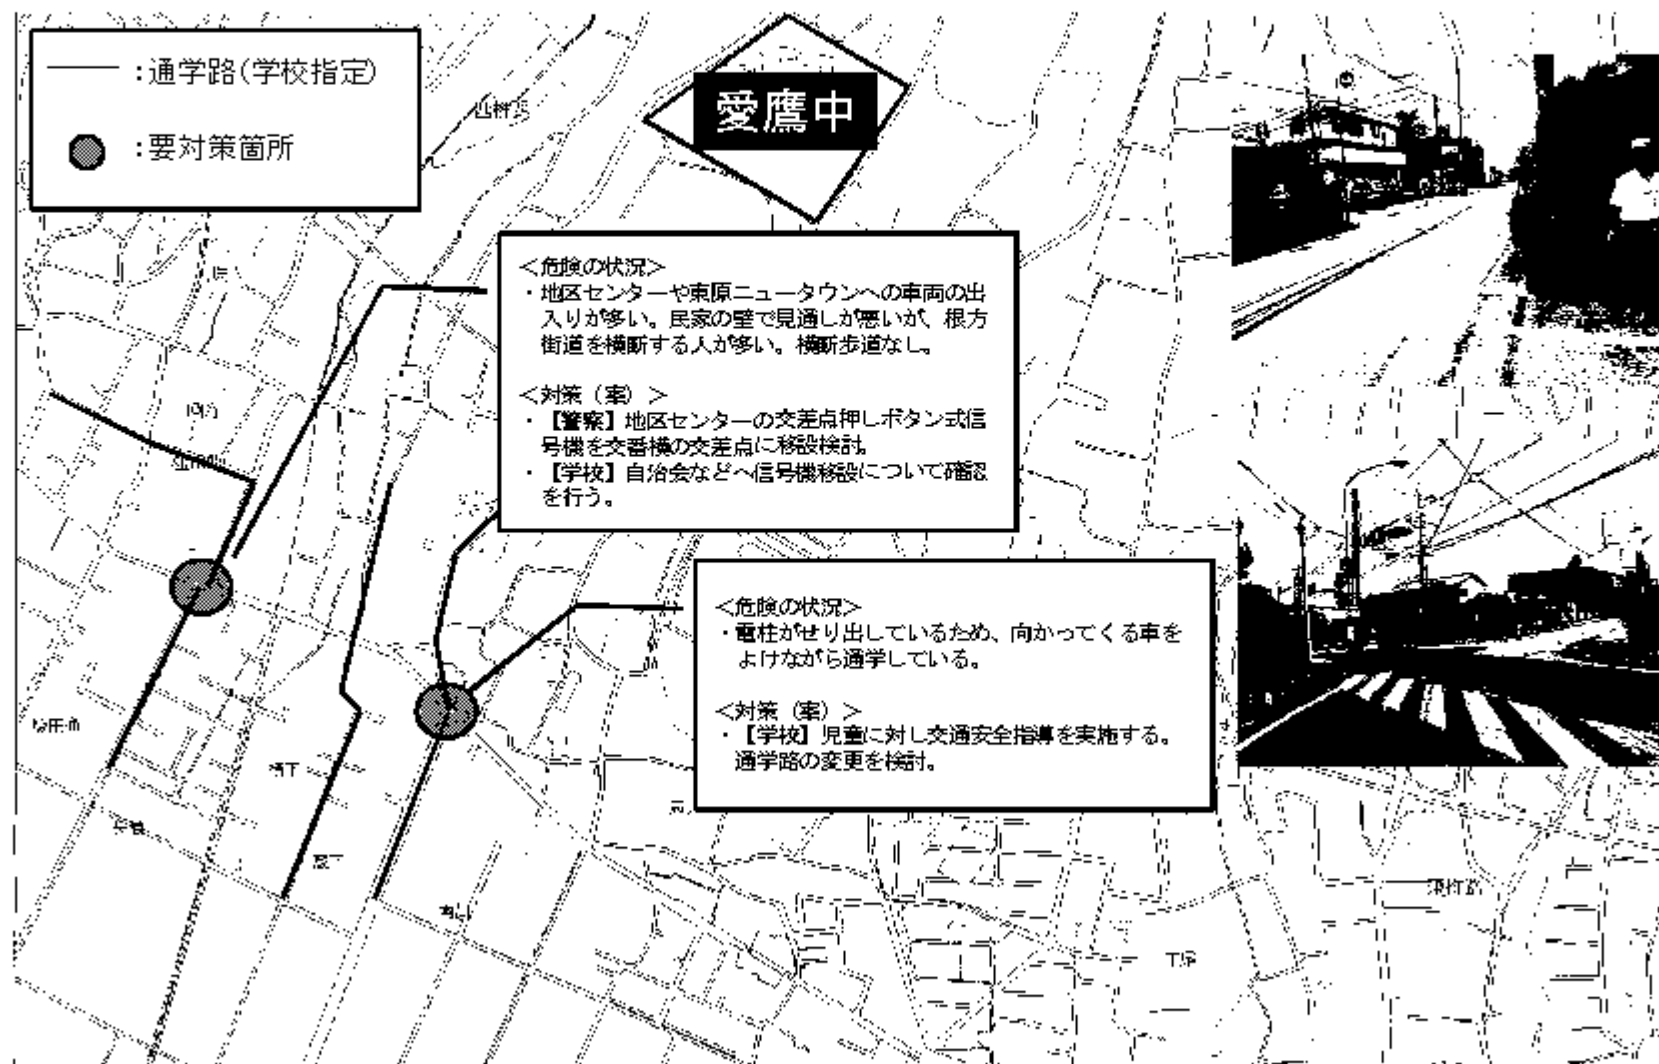 ：通学路(学校指定)
：要対策箇所
愛鷹中
＜危険の状況＞
・地区センターや東原ニュータウンへの車両の出
入りが多い。民家の壁で見通しが悪いが、根方
街道を横断する人が多い。横断歩道なし。
＜対策（案）＞
・【警察】地区センターの交差点押しボタン式信
号機を交番横の交差点に移設検討。
・【学校】自治会などへ信号機移設について確認
を行う。
＜危険の状況＞
・電柱がせり出しているため、向かってくる車を
よけながら通学している。
＜対策（案）＞
・【学校】児童に対し交通安全指導を実施する。
通学路の変更を検討。